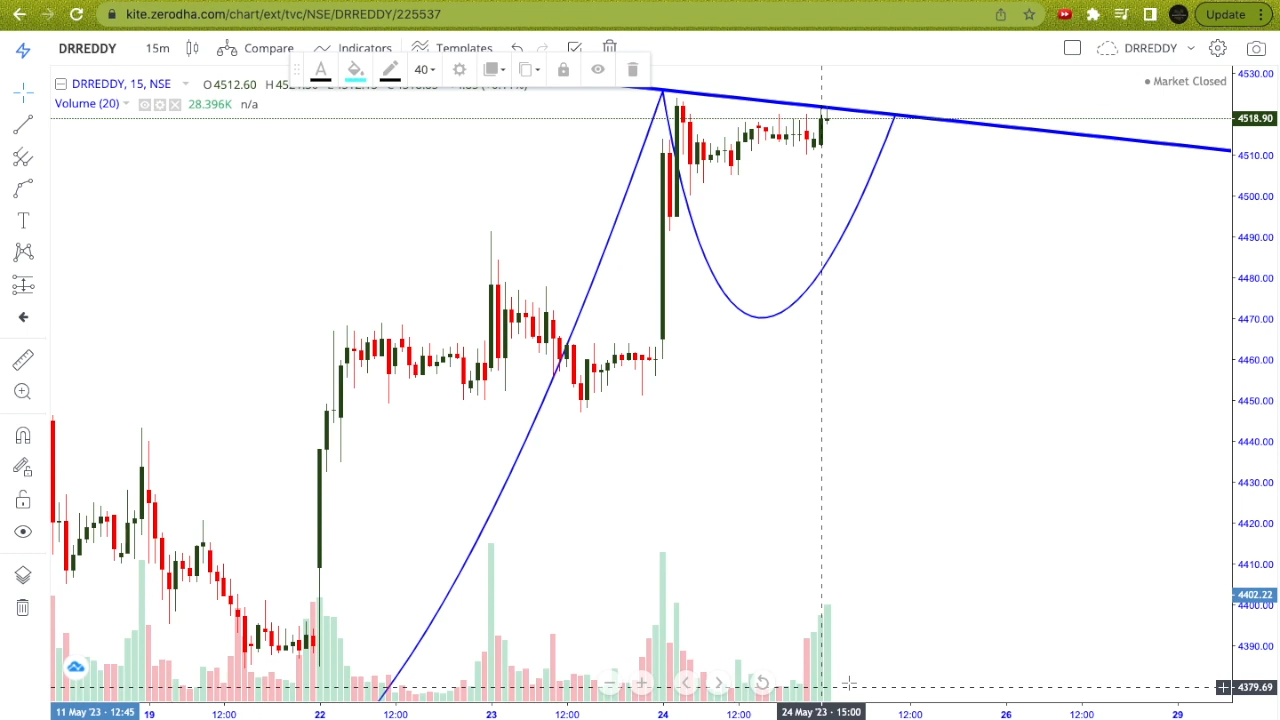 kite.zerodha.com/chart/ext/tvc/NSE/DRREDDY/225537
Update
DRREDDY 15m Compare Indicators Templates DRREDDY
40
DRREDDY, 15, NSE O4512.60
Market Closed
Volume (20) 28.396K n/a
4530.00
4518.90
4510.00
4500.00
4490.00
4480.00
4470.00
4460.00
4450.00
4440.00
4430.00
4420.00
4410.00
4402.22
4400.00
4390.00
4379.69
11 May '23 - 12:45 19 12:00 22 12:00 23 12:00 24 12:00 24 May '23 - 15:00 12:00 26 12:00 29